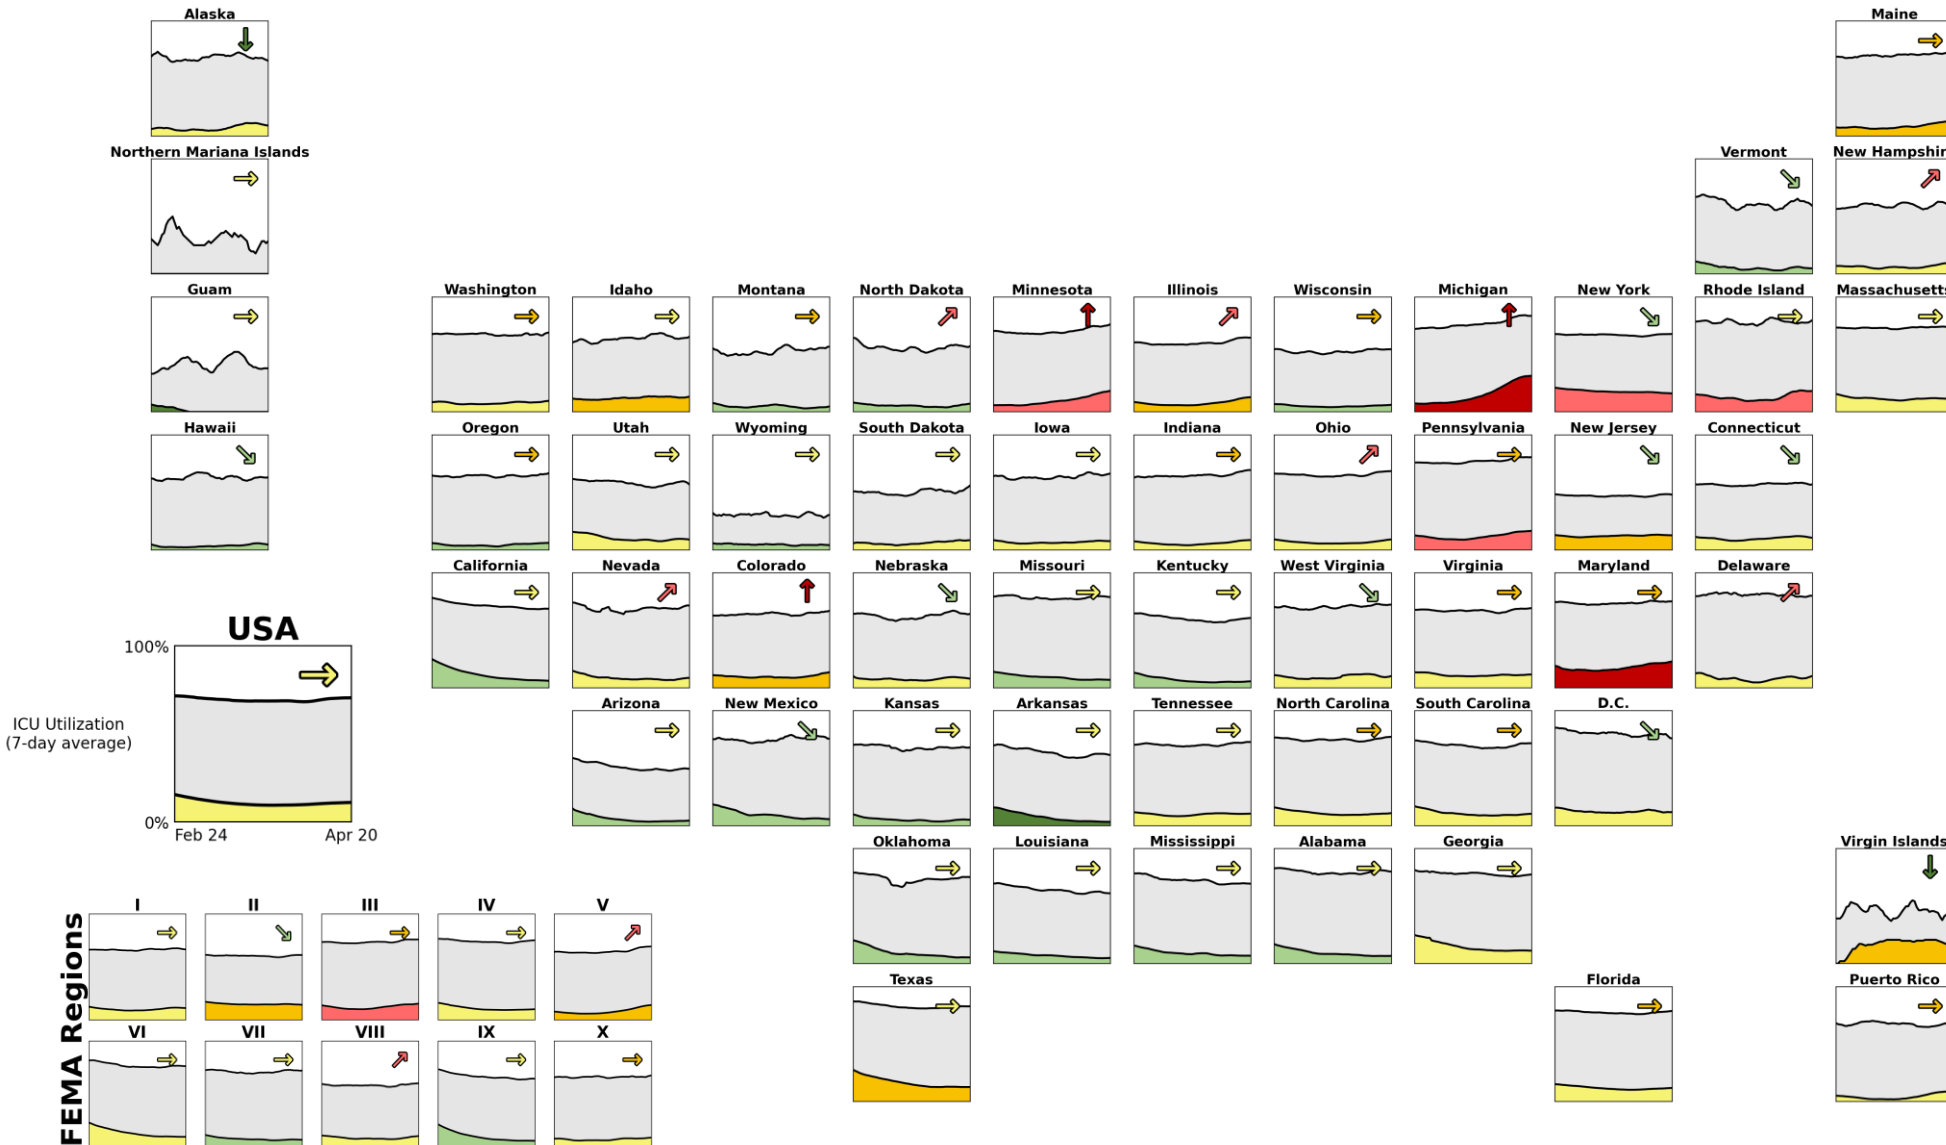 Alaska
Maine
Northern Mariana Islands
Vermont
New Hampshir
Guam
Washington
Idaho
Montana
North Dakota
Minnesota
Illinois
Wisconsin
Michigan
New York
Rhode Island
Massachusetts
Hawaii
Oregon
Utah
Wyoming
South Dakota
Iowa
Indiana
Ohio
Pennsylvania
New Jersey
Connecticut
California
Nevada
Colorado
Nebraska
Missouri
Kentucky
West Virginia
Virginia
Maryland
Delaware
USA
100%
ICU Utilization
(7-day average)
0%
Feb 24
Apr 20
Arizona
New Mexico
Kansas
Arkansas
Tennessee
North Carolina
South Carolina
D.C.
Oklahoma
Louisiana
Mississippi
Alabama
Georgia
Virgin Islands
Texas
Florida
Puerto Rico
FEMA Regions
I
II
III
IV
V
VI
VII
VIII
IX
X